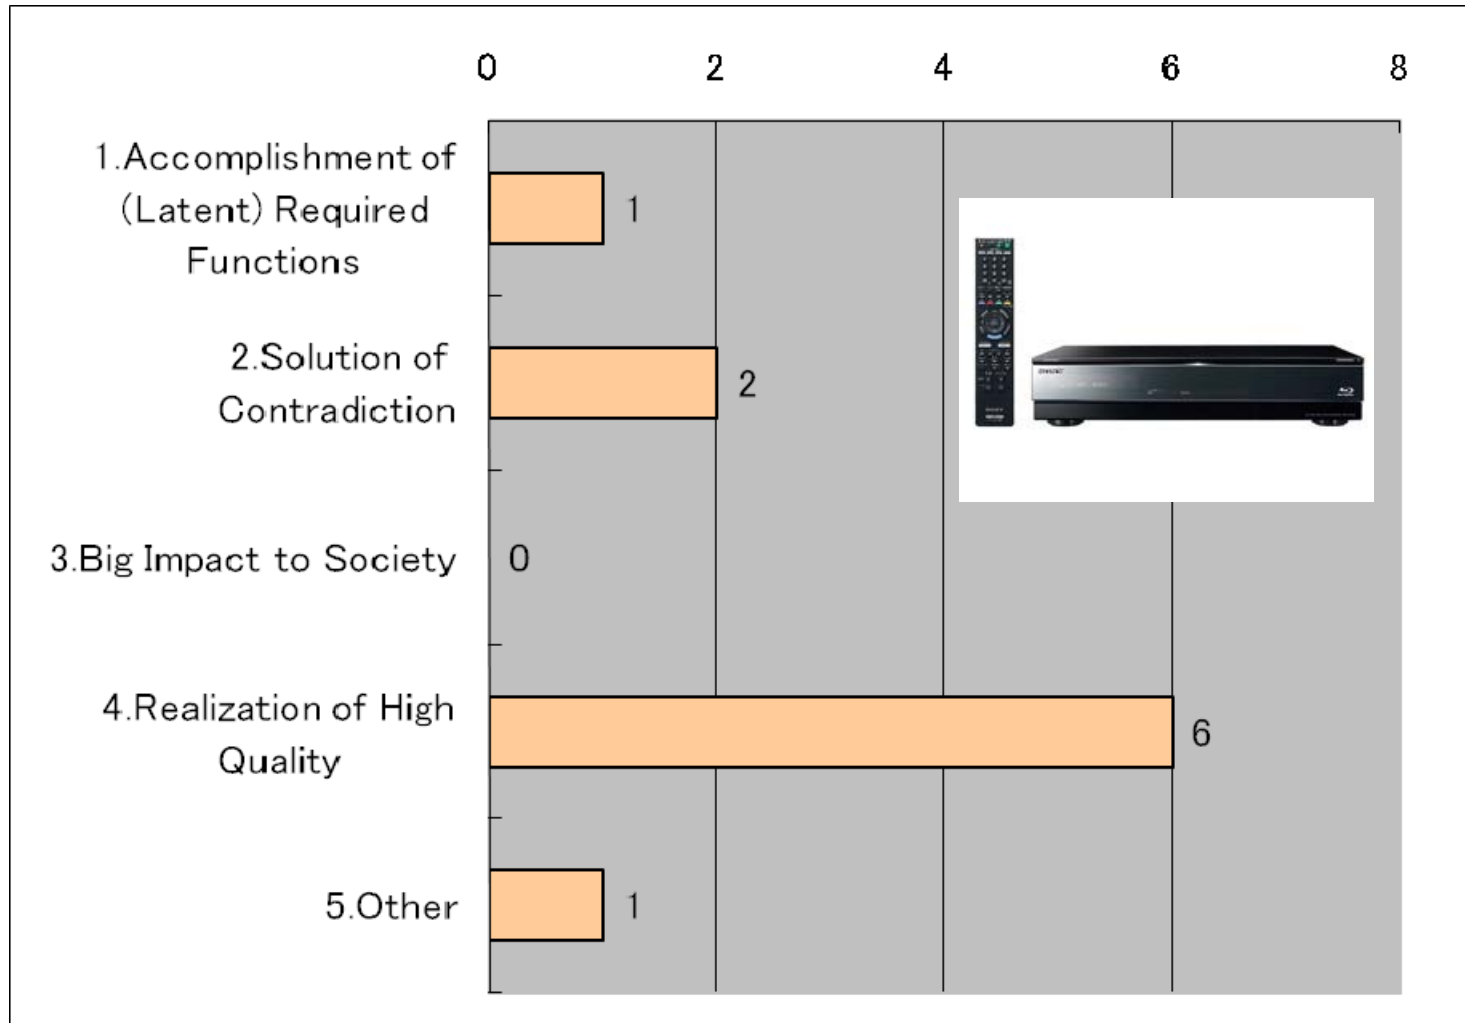 0 2 4 6 8
1.Accomplishment of
(Latent) Required
Functions
1
2.Solution of
Contradiction
2
3.Big Impact to Society
0
4.Realization of High
Quality
6
5.Other
1
SONY